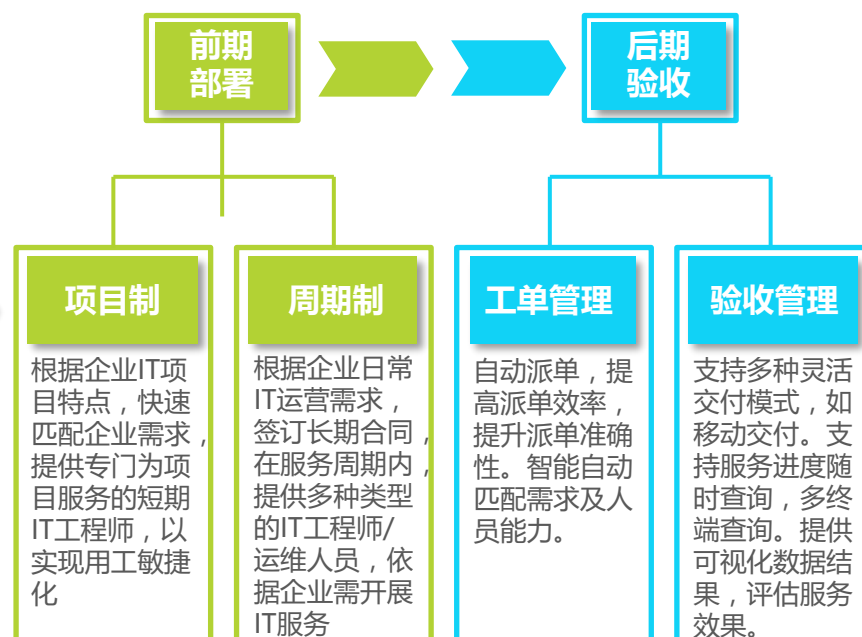 前期
部署
后期
验收
项目制
根据企业IT项
目特点，快速
匹配企业需求，
提供专门为项
目服务的短期
IT工程师，以
实现用工敏捷
化
周期制
根据企业日常
IT运营需求，
签订长期合同，
在服务周期内，
提供多种类型
的IT工程师/
运维人员，依
据企业需开展
IT服务
工单管理
自动派单，提
高派单效率，
提升派单准确
性。智能自动
匹配需求及人
员能力。
验收管理
支持多种灵活
交付模式，如
移动交付。支
持服务进度随
时查询，多终
端查询。提供
可视化数据结
果，评估服务
效果。